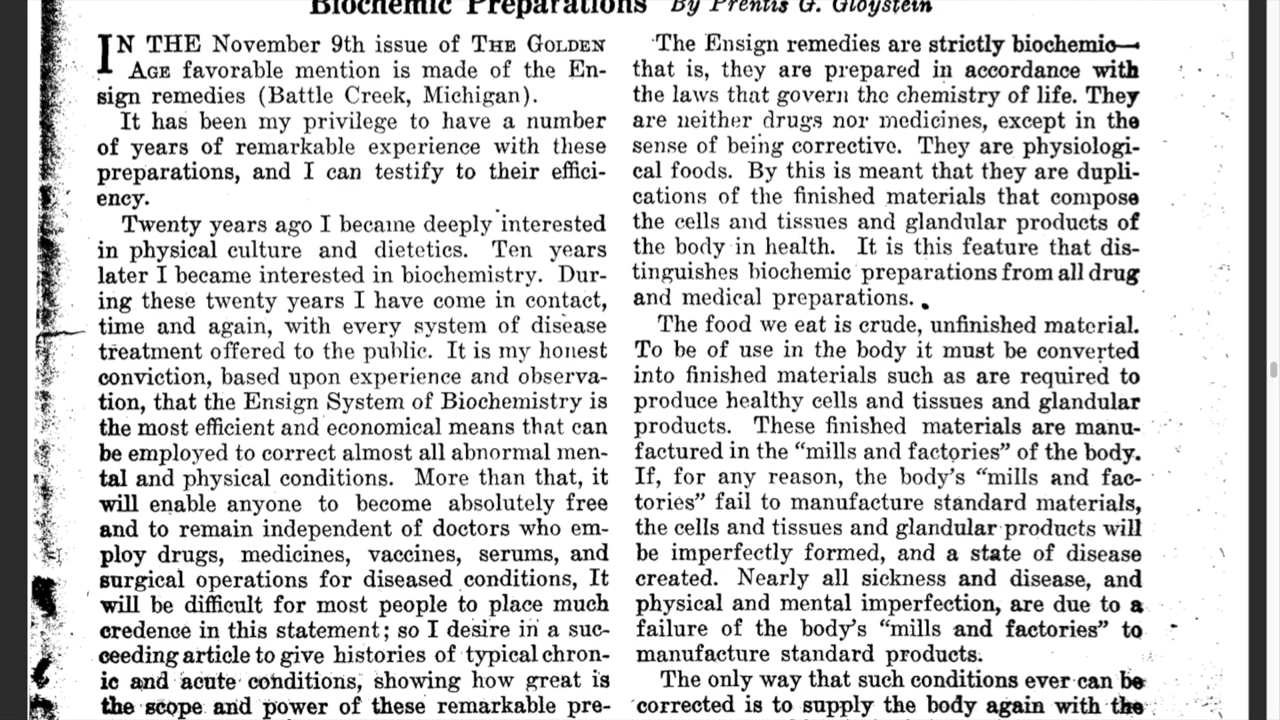 Biochemic Preparations By Prentis G. Gloystein
IN THE November 9th issue of THE GOLDEN
AGE favorable mention is made of the En-
sign remedies (Battle Creek, Michigan).
It has been my privilege to have a number
of years of remarkable experience with these
preparations, and I can testify to their effici-
ency.
Twenty years ago I became deeply interested
in physical culture and dietetics. Ten years
later I became interested in biochemistry. Dur-
ing these twenty years I have come in contact,
time and again, with every system of disease
treatment offered to the public. It is my honest
conviction, based upon experience and observa-
tion, that the Ensign System of Biochemistry is
the most efficient and economical means that can
be employed to correct almost all abnormal men-
tal and physical conditions. More than that, it
will enable anyone to become absolutely free
and to remain independent of doctors who em-
ploy drugs, medicines, vaccines, serums, and
surgical operations for diseased conditions, It
will be difficult for most people to place much
credence in this statement; so I desire in a suc-
ceeding article to give histories of typical chron-
ic and acute conditions, showing how great is
the scope and power of these remarkable pre-
The Ensign remedies are strictly biochemic—
that is, they are prepared in accordance with
the laws that govern the chemistry of life. They
are neither drugs nor medicines, except in the
sense of being corrective. They are physiologi-
cal foods. By this is meant that they are dupli-
cations of the finished materials that compose
the cells and tissues and glandular products of
the body in health. It is this feature that dis-
tinguishes biochemic preparations from all drug
and medical preparations.
The food we eat is crude, unfinished material.
To be of use in the body it must be converted
into finished materials such as are required to
produce healthy cells and tissues and glandular
products. These finished materials are manu-
factured in the "mills and factories" of the body.
If, for any reason, the body's "mills and fac-
tories" fail to manufacture standard materials,
the cells and tissues and glandular products will
be imperfectly formed, and a state of disease
created. Nearly all sickness and disease, and
physical and mental imperfection, are due to a
failure of the body's "mills and factories" to
manufacture standard products.
The only way that such conditions ever can be
corrected is to supply the body again with the